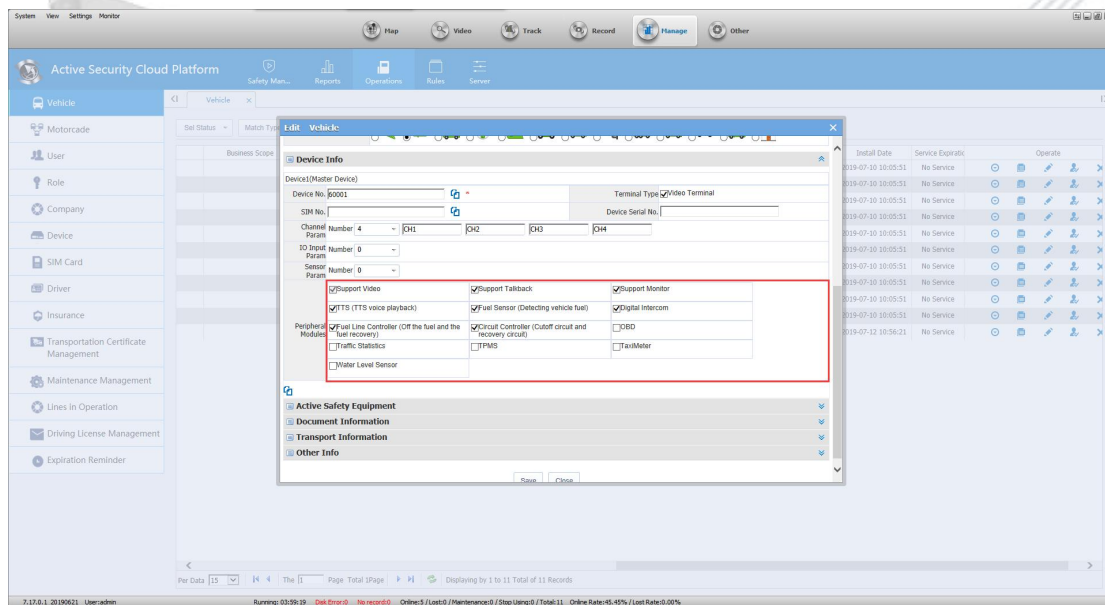 System View Settings Monitor
Map Video Track Record Manage Other
Active Security Cloud Platform
Safety Man... Reports Operations Rules Server
Vehicle
Motorcade
User
Role
Company
Device
SIM Card
Driver
Insurance
Transportation Certificate
Management
Maintenance Management
Lines in Operation
Driving License Management
Expiration Reminder
Vehicle ×
Sel Status Match Typ
Business Scope
Edit Vehicle
Device Info
Device1(Master Device)
Device No. 60001 * Terminal Type Video Terminal
SIM No. Device Serial No.
Channel Param Number 4 CH1 CH2 CH3 CH4
IO Input Param Number 0
Sensor Param Number 0
Peripheral Modules
Support Video Support Talkback Support Monitor
TTS (TTS voice playback) Fuel Sensor (Detecting vehicle fuel) Digital Intercom
Fuel Line Controller (Off the fuel and the fuel recovery) Circuit Controller (Cutoff circuit and recovery circuit) OBD
Traffic Statistics TPMS TaxiMeter
Water Level Sensor
Active Safety Equipment
Document Information
Transport Information
Other Info
Save Close
Install Date Service Expiratic Operate
2019-07-10 10:05:51 No Service
2019-07-10 10:05:51 No Service
2019-07-10 10:05:51 No Service
2019-07-10 10:05:51 No Service
2019-07-10 10:05:51 No Service
2019-07-10 10:05:51 No Service
2019-07-10 10:05:51 No Service
2019-07-10 10:05:51 No Service
2019-07-10 10:05:51 No Service
2019-07-10 10:05:51 No Service
2019-07-12 10:56:21 No Service
Per Data 15 The 1 Page Total 1Page Displaying by 1 to 11 Total of 11 Records
7.17.0.1 20190621 User:admin Running: 03:59:19 Disk Error:0 No record:0 Online:5 /Lost:0 /Maintenance:0 /Stop Using:0 /Total:11 Online Rate:45.45% /Lost Rate:0.00%